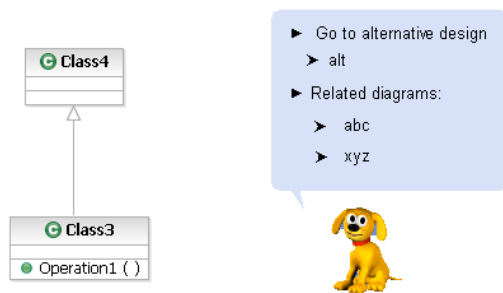 Class4
Class3
Operation1 ( )
Go to alternative design
alt
Related diagrams:
abc
xyz